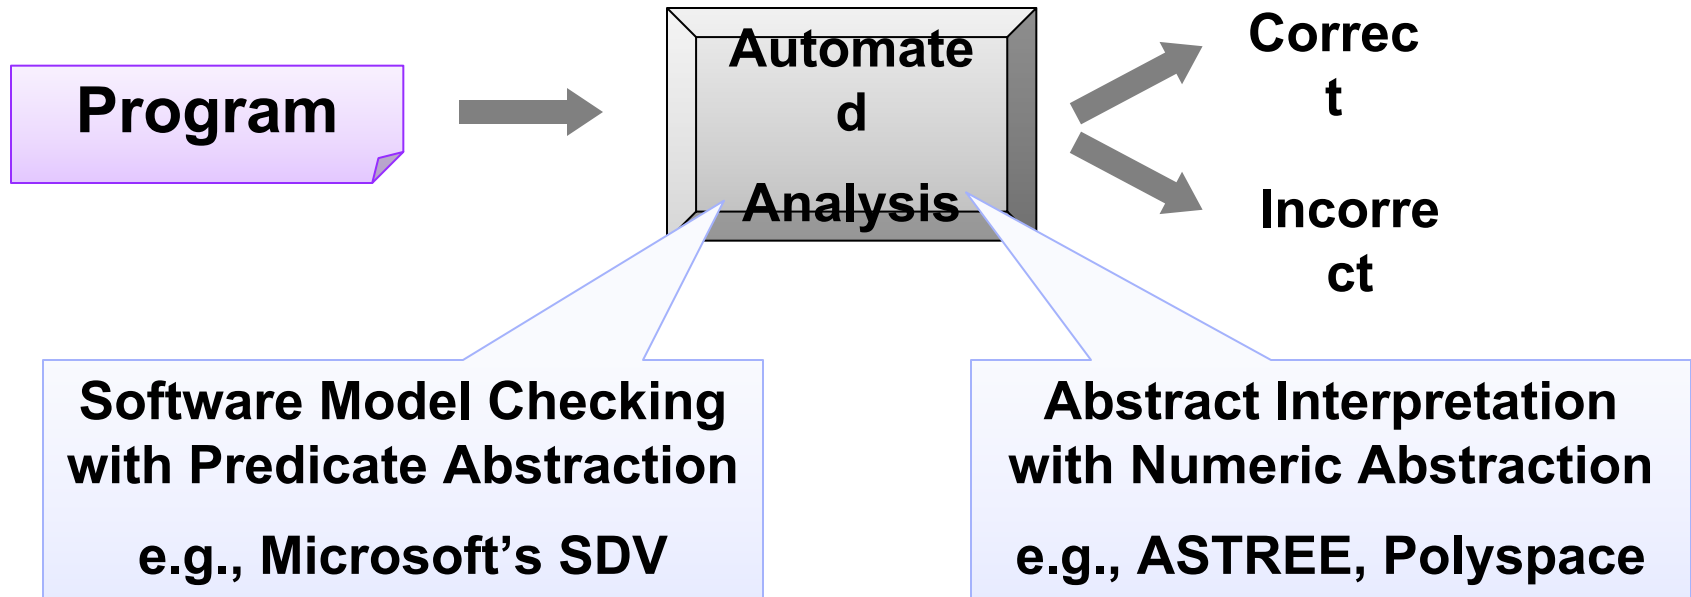 Program
Automate
d
Analysis
Correc
t
Incorre
ct
Software Model Checking
with Predicate Abstraction
e.g., Microsoft’s SDV
Abstract Interpretation
with Numeric Abstraction
e.g., ASTREE, Polyspace